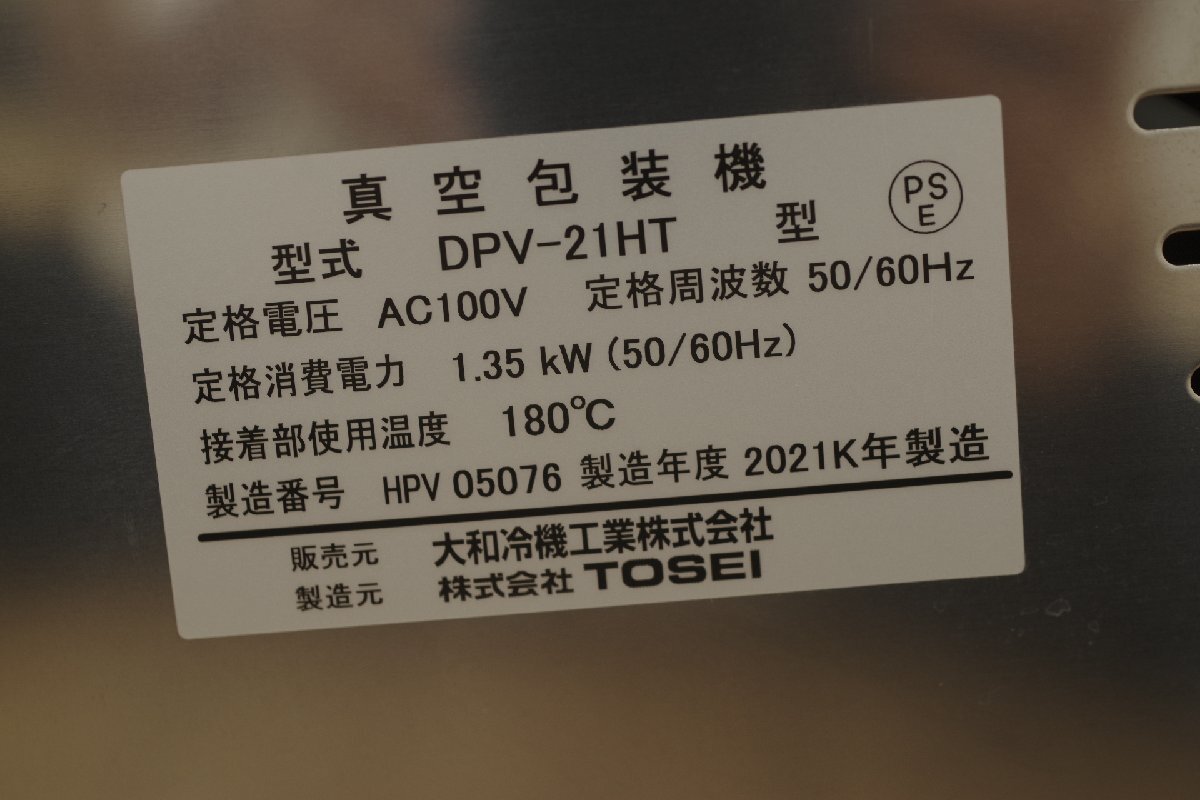 真空包装機
型式 DPV-21HT 型 PSE
定格電圧 AC100V 定格周波数 50/60Hz
定格消費電力 1.35 kW (50/60Hz)
接着部使用温度 180℃
製造番号 HPV 05076 製造年度 2021K年製造
販売元 大和冷機工業株式会社
製造元 株式会社 TOSEI